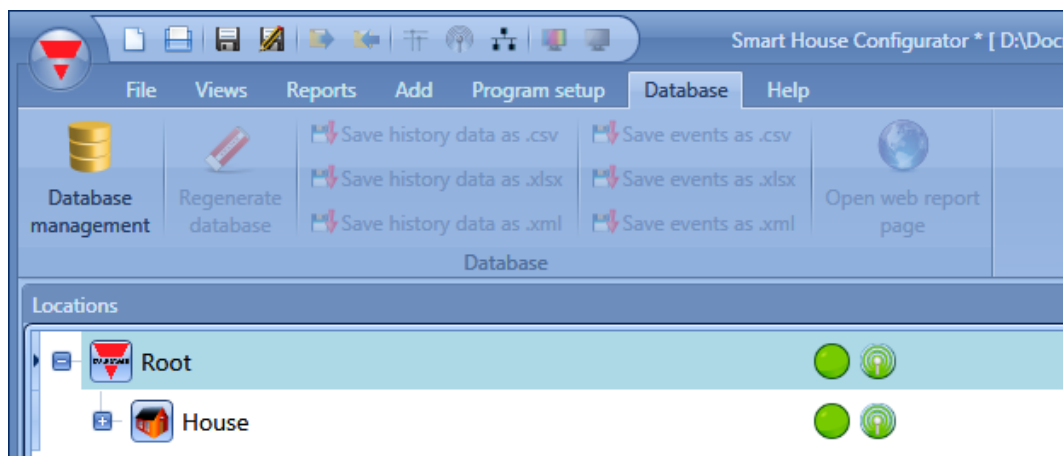 Smart House Configurator * [ D:\Doc
File Views Reports Add Program setup Database Help
Database management
Regenerate database
Save history data as .csv
Save history data as .xlsx
Save history data as .xml
Save events as .csv
Save events as .xlsx
Save events as .xml
Open web report page
Database
Locations
Root
House